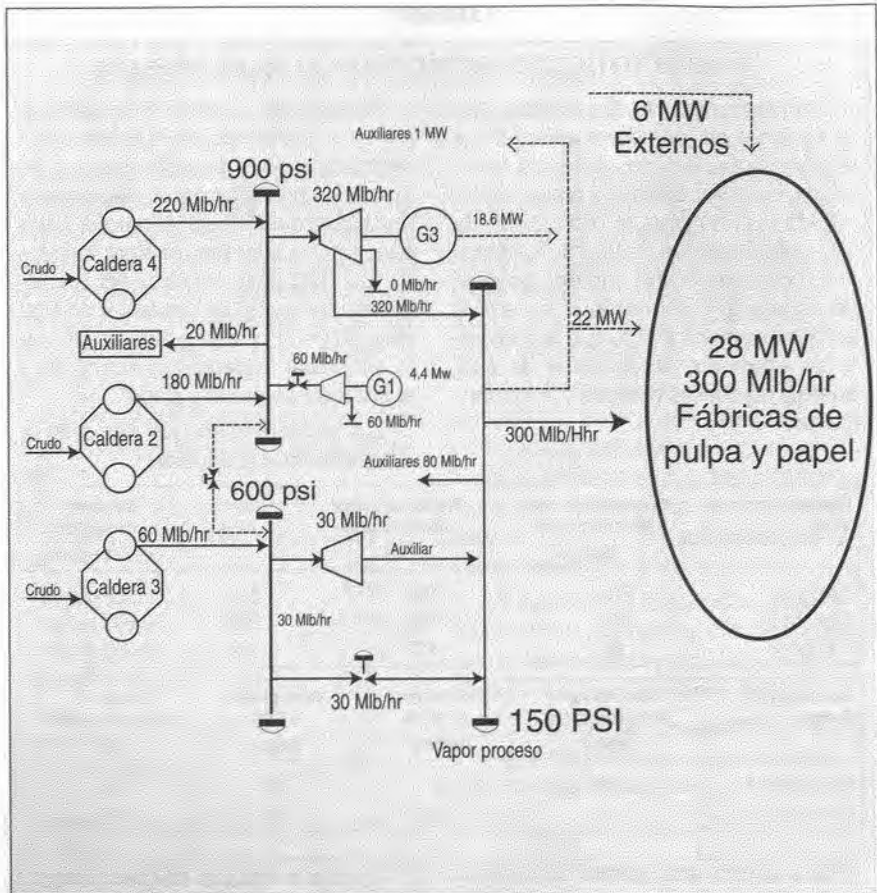 Auxiliares 1 MW
6 MW
Externos
900 psi
320 Mlb/hr
220 Mlb/hr
18.6 MW
G3
Crudo
Caldera 4
0 Mlb/hr
320 Mlb/hr
20 Mlb/hr
Auxiliares
22 MW
60 Mlb/hr
4.4 Mw
G1
180 Mlb/hr
60 Mlb/hr
Crudo
Caldera 2
300 Mlb/Hhr
28 MW
300 Mlb/hr
Fábricas de
pulpa y papel
Auxiliares 80 Mlb/hr
600 psi
30 Mlb/hr
60 Mlb/hr
Auxiliar
Crudo
Caldera 3
30 Mlb/hr
30 Mlb/hr
150 PSI
Vapor proceso